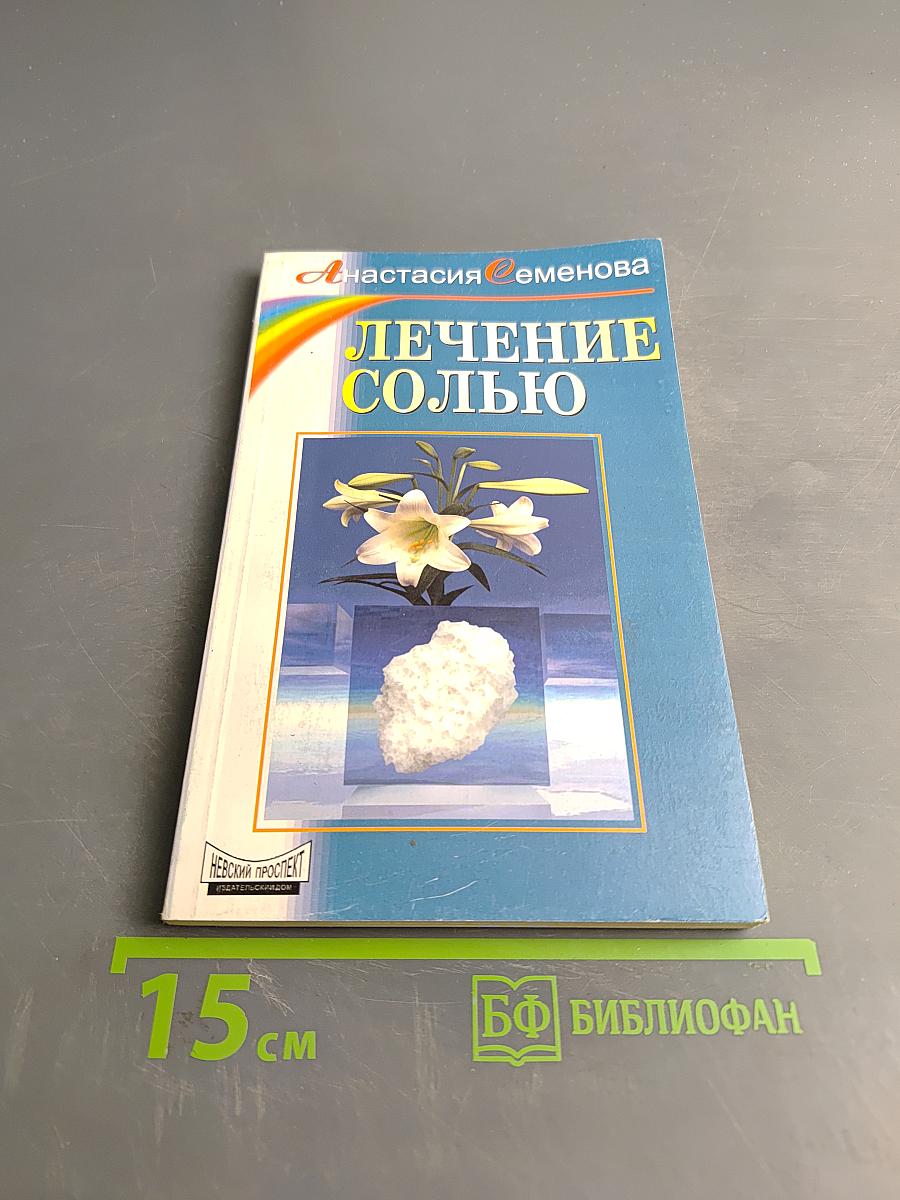 Анастасия Семенова
ЛЕЧЕНИЕ
СОЛЬЮ
НЕВСКИЙ ПРОСПЕКТ
ИЗДАТЕЛЬСКИЙ ДОМ
15 см
БФ БИБЛИОФАН